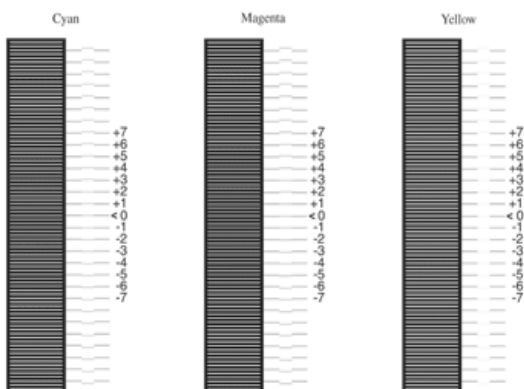 Cyan Magenta Yellow
+7 +7 +7
+6 +6 +6
+5 +5 +5
+4 +4 +4
+3 +3 +3
+2 +2 +2
+1 +1 +1
<0 <0 <0
-1 -1 -1
-2 -2 -2
-3 -3 -3
-4 -4 -4
-5 -5 -5
-6 -6 -6
-7 -7 -7